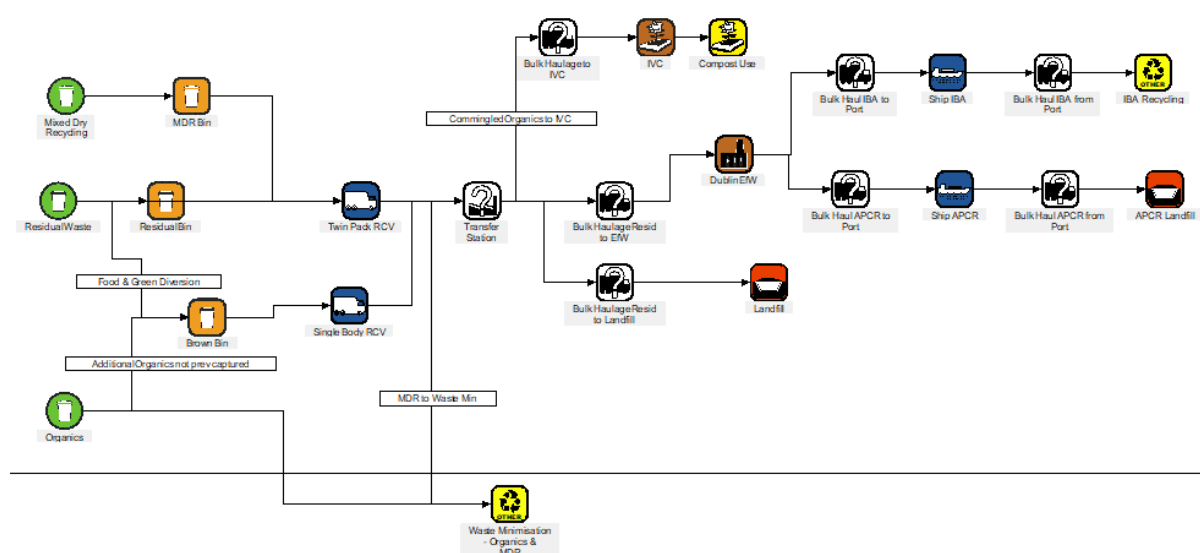 Bulk Haulage to
IVC
IVC
Compost Use
Mixed Dry
Recycling
MDR Bin
Commingled Organics to IVC
Bulk Haul IBA to
Port
Ship IBA
Bulk Haul IBA from
Port
OTHER
IBA Recycling
Dublin EfW
Residual Waste
Residual Bin
Twin Pack RCV
Transfer
Station
Bulk Haulage Resid
to EfW
Bulk Haul APCR to
Port
Ship APCR
Bulk Haul APCR from
Port
APCR Landfill
Food & Green Diversion
Brown Bin
Single Body RCV
Bulk Haulage Resid
to Landfill
Landfill
Additional Organics not prev captured
MDR to Waste Min
Organics
OTHER
Waste Minimisation
- Organics &
MDR